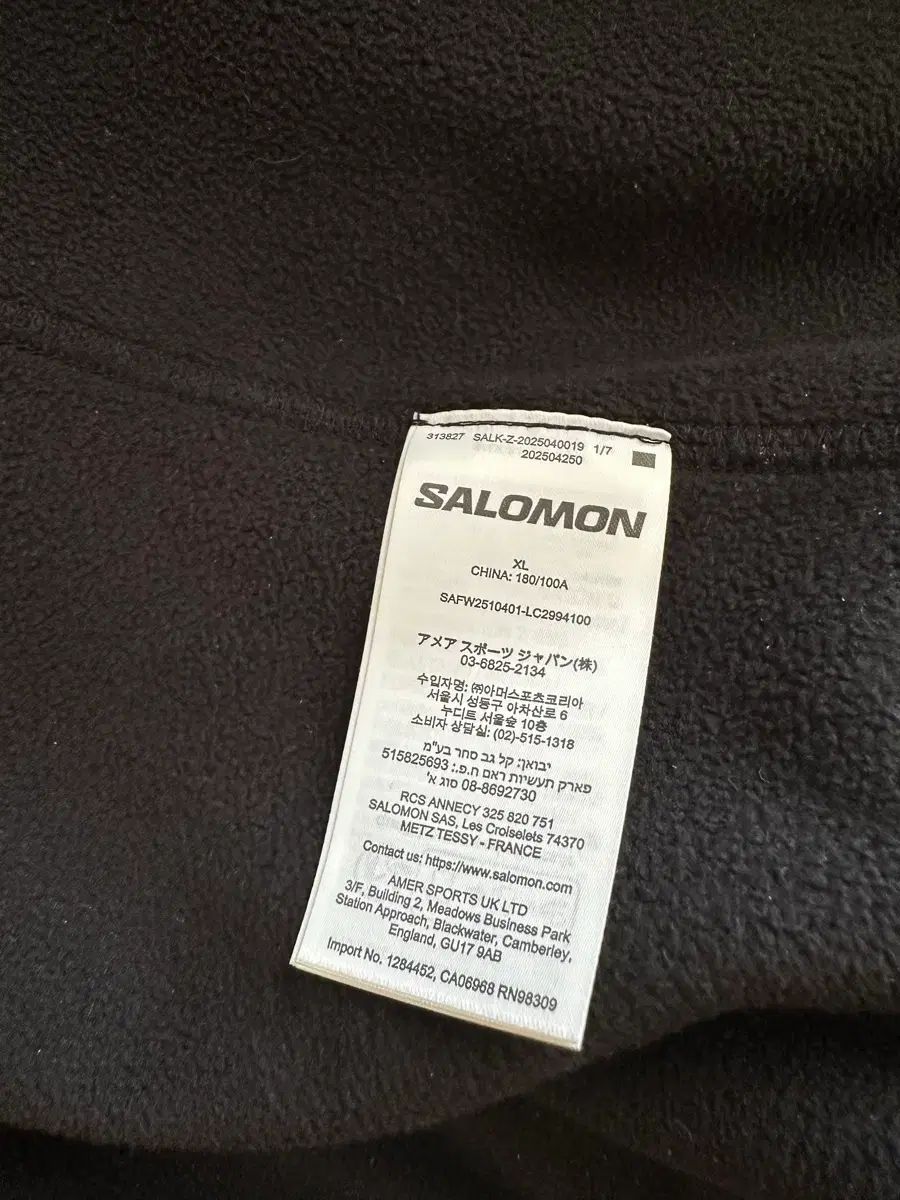 313827 SALK-Z-2025040019 1/7
202504250
SALOMON
XL
CHINA: 180/100A
SAFW2510401-LC2994100
アメア スポーツ ジャパン(株)
03-6825-2134
수입자명: ㈜아머스포츠코리아
서울시 성동구 아차산로 6
누디트 서울숲 10층
소비자 상담실: (02)-515-1318
יבואן: קל גב סחר בע"מ
פארק תעשיות ראם ח.פ.: 515825693
08-8692730 סוג א'
RCS ANNECY 325 820 751
SALOMON SAS, Les Croiselets 74370
METZ TESSY - FRANCE
Contact us: https://www.salomon.com
AMER SPORTS UK LTD
3/F, Building 2, Meadows Business Park
Station Approach, Blackwater, Camberley,
England, GU17 9AB
Import No. 1284452, CA06968 RN98309